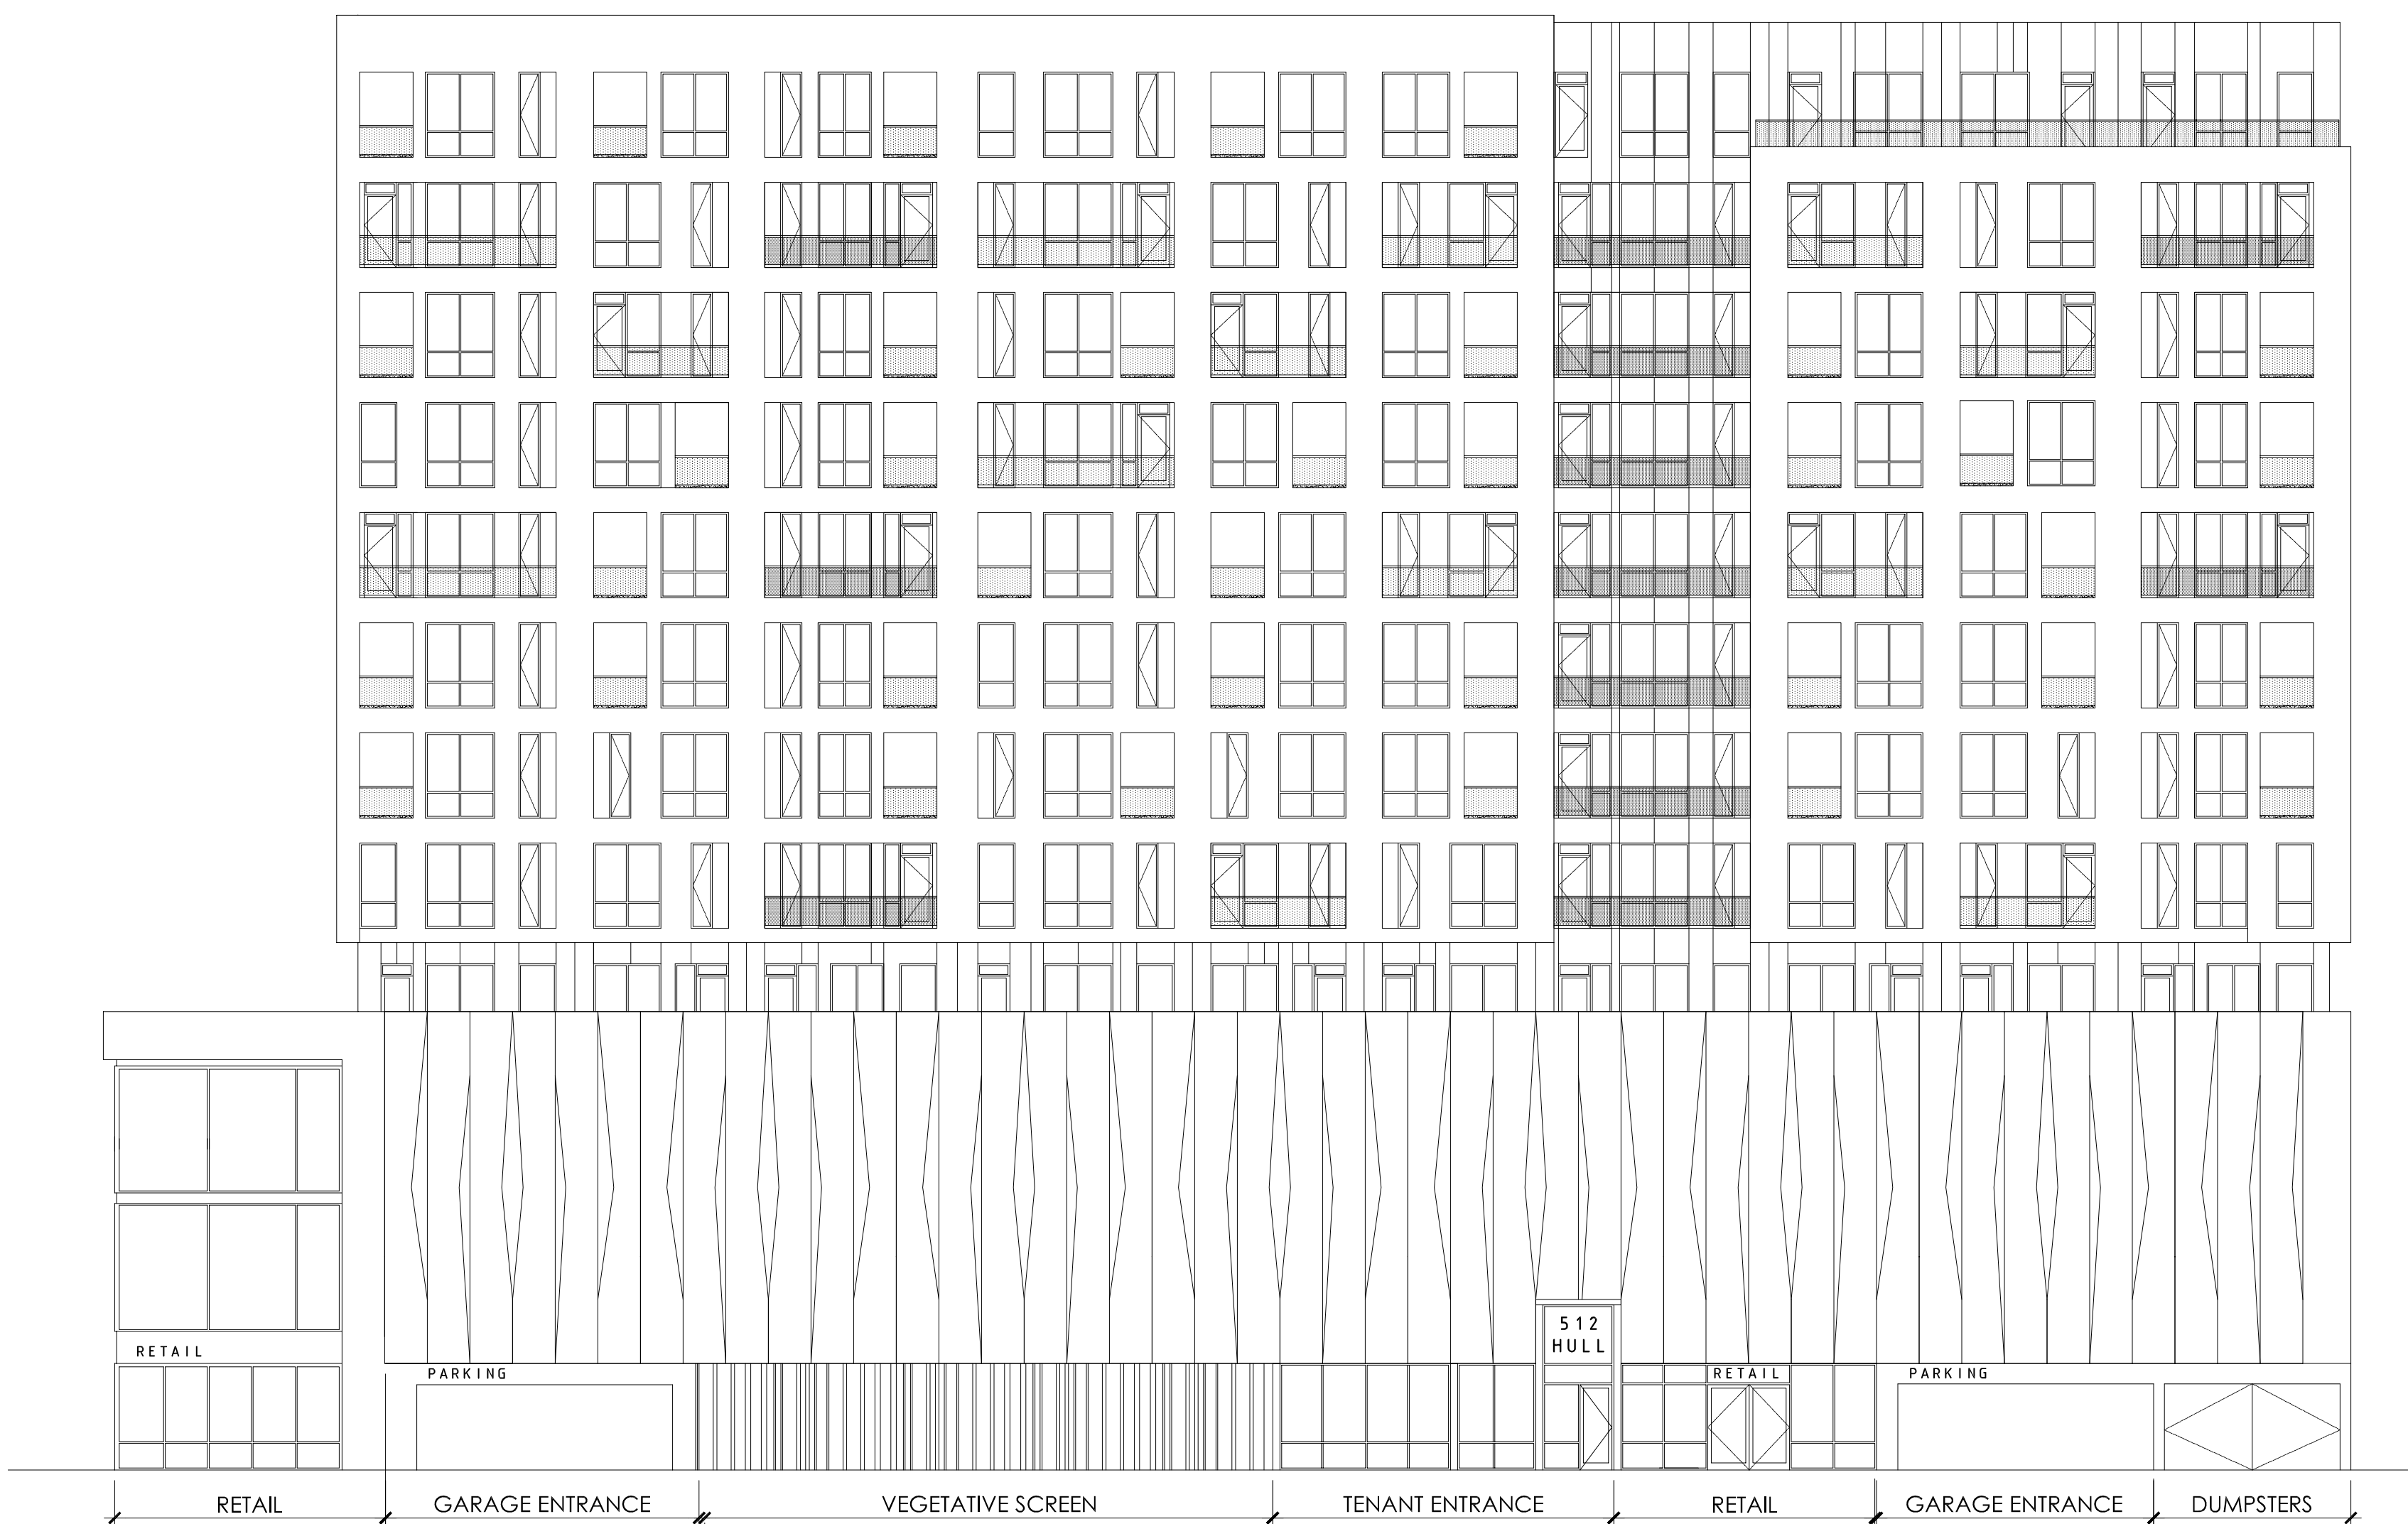 512
HULL
RETAIL
PARKING
RETAIL
PARKING
RETAIL
GARAGE ENTRANCE
VEGETATIVE SCREEN
TENANT ENTRANCE
RETAIL
GARAGE ENTRANCE
DUMPSTERS